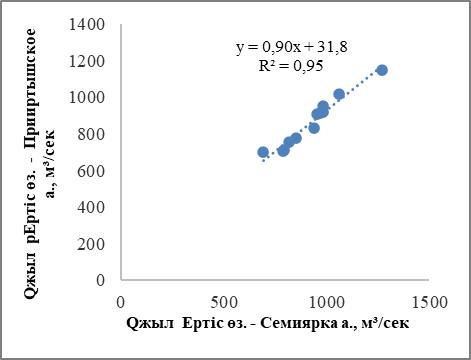 1400
1200
1000
800
600
400
200
0
0
500
1000
1500
y = 0,90x + 31,8
R² = 0,95
Qжыл рЕртіс өз. - Прииртышское
а., м³/сек
Qжыл Ертіс өз. - Семиярка а., м³/сек